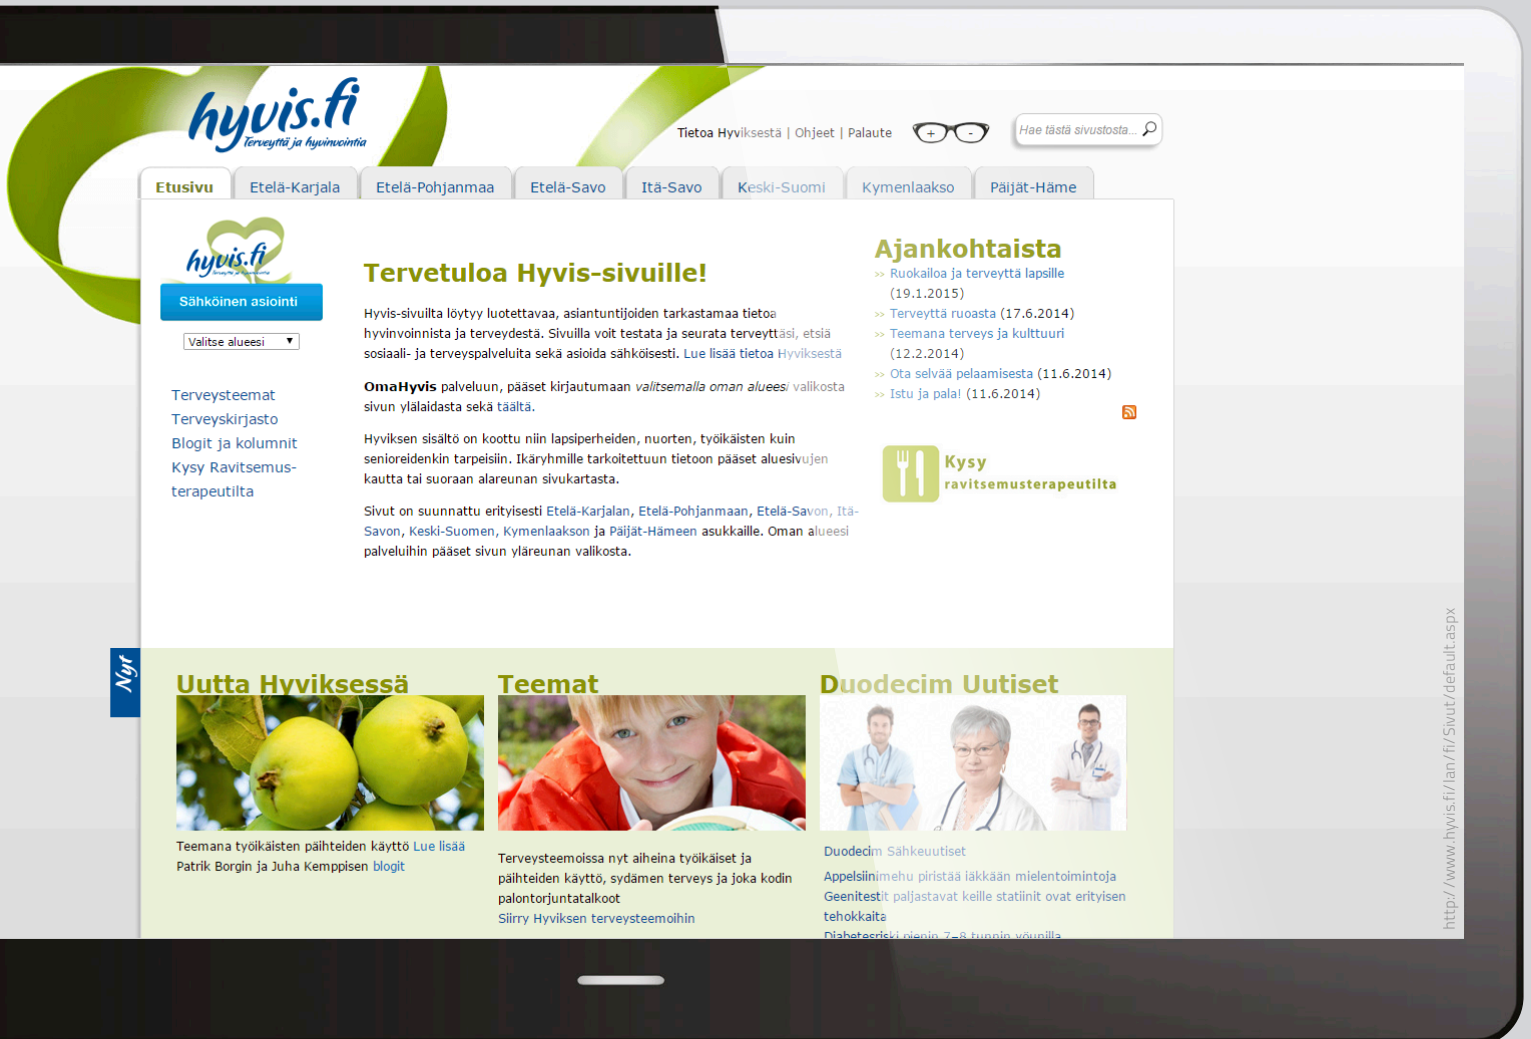 hyvis.fi
Terveyttä ja hyvinvointia
Tietoa Hyviksestä | Ohjeet | Palaute
+ -
Hae tästä sivustosta...
Etusivu
Etelä-Karjala
Etelä-Pohjanmaa
Etelä-Savo
Itä-Savo
Keski-Suomi
Kymenlaakso
Päijät-Häme
hyvis.fi
Terveyttä ja hyvinvointia
Sähköinen asiointi
Valitse alueesi
Terveysteemat
Terveyskirjasto
Blogit ja kolumnit
Kysy Ravitsemus-
terapeutilta
Tervetuloa Hyvis-sivuille!
Hyvis-sivuilta löytyy luotettavaa, asiantuntijoiden tarkastamaa tietoa
hyvinvoinnista ja terveydestä. Sivuilla voit testata ja seurata terveyttäsi, etsiä
sosiaali- ja terveyspalveluita sekä asioida sähköisesti. Lue lisää tietoa Hyviksestä
OmaHyvis palveluun, pääset kirjautumaan valitsemalla oman alueesi valikosta
sivun ylälaidasta sekä täältä.
Hyviksen sisältö on koottu niin lapsiperheiden, nuorten, työikäisten kuin
senioreidenkin tarpeisiin. Ikäryhmille tarkoitettuun tietoon pääset aluesivujen
kautta tai suoraan alareunan sivukartasta.
Sivut on suunnattu erityisesti Etelä-Karjalan, Etelä-Pohjanmaan, Etelä-Savon, Itä-
Savon, Keski-Suomen, Kymenlaakson ja Päijät-Hämeen asukkaille. Oman alueesi
palveluihin pääset sivun yläreunan valikosta.
Ajankohtaista
>> Ruokailoa ja terveyttä lapsille
(19.1.2015)
>> Terveyttä ruoasta (17.6.2014)
>> Teemana terveys ja kulttuuri
(12.2.2014)
>> Ota selvää pelaamisesta (11.6.2014)
>> Istu ja pala! (11.6.2014)
Kysy
ravitsemusterapeutilta
Nyt
Uutta Hyviksessä
Teemana työikäisten päihteiden käyttö Lue lisää
Patrik Borgin ja Juha Kemppisen blogit
Teemat
Terveysteemoissa nyt aiheina työikäiset ja
päihteiden käyttö, sydämen terveys ja joka kodin
palontorjuntatalkoot
Siirry Hyviksen terveysteemoihin
Duodecim Uutiset
Duodecim Sähkeuutiset
Appelsiinimehu piristää iäkkään mielentoimintoja
Geenitestit paljastavat keille statiinit ovat erityisen
tehokkaita
Diabetesriski pienin 7–8 tunnin yöunilla
http://www.hyvis.fi/lan/fi/Sivut/default.aspx